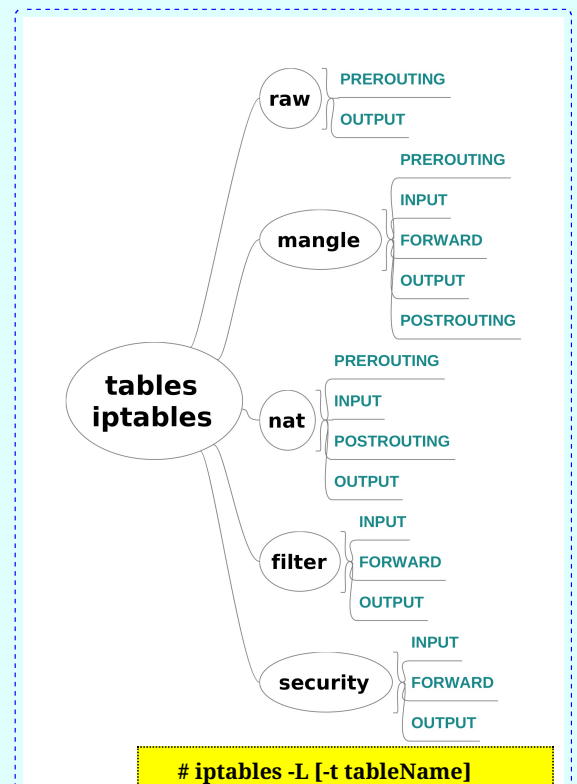 raw
PREROUTING
OUTPUT
mangle
PREROUTING
INPUT
FORWARD
OUTPUT
POSTROUTING
tables
iptables
nat
PREROUTING
INPUT
POSTROUTING
OUTPUT
filter
INPUT
FORWARD
OUTPUT
security
INPUT
FORWARD
OUTPUT
# iptables -L [-t tableName]